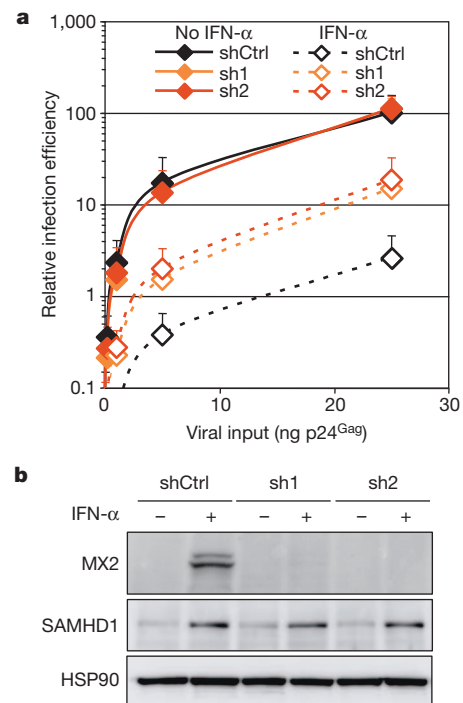 a
No IFN-α IFN-α
shCtrl shCtrl
sh1 sh1
sh2 sh2
1,000
100
10
1
0.1
Relative infection efficiency
0 10 20 30
Viral input (ng p24Gag)
b
shCtrl sh1 sh2
IFN-α – + – + – +
MX2
SAMHD1
HSP90